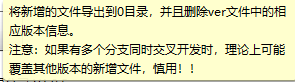 将新增的文件导出到0目录，并且删除ver文件中的相
应版本信息。
注意：如果有多个分支同时交叉开发时，理论上可能
覆盖其他版本的新增文件，慎用！！